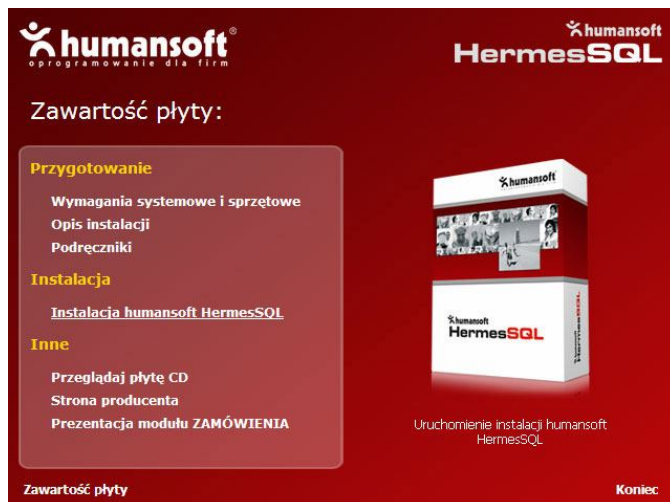 humansoft®
oprogramowanie dla firm
humansoft
HermesSQL
Zawartość płyty:
Przygotowanie
Wymagania systemowe i sprzętowe
Opis instalacji
Podręczniki
Instalacja
Instalacja humansoft HermesSQL
Inne
Przeglądaj płytę CD
Strona producenta
Prezentacja modułu ZAMÓWIENIA
humansoft
humansoft
HermesSQL
humansoft
HermesSQL
Uruchomienie instalacji humansoft
HermesSQL
Zawartość płyty
Koniec